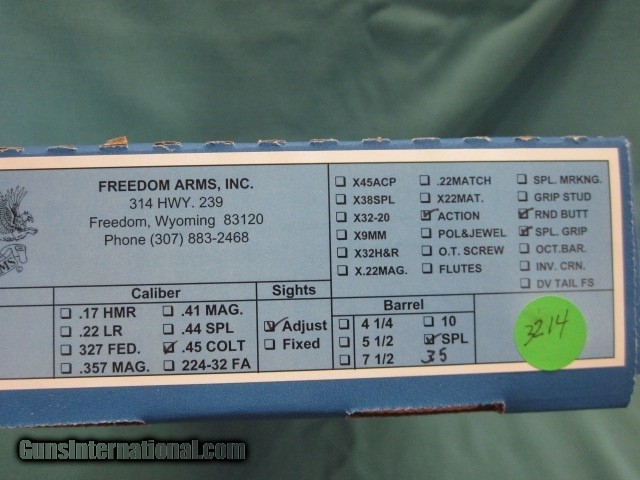 FREEDOM ARMS, INC.
314 HWY. 239
Freedom, Wyoming 83120
Phone (307) 883-2468
X45ACP .22MATCH SPL. MRKNG.
X38SPL X22MAT. GRIP STUD
X32-20 ACTION RND BUTT
X9MM POL&JEWEL SPL. GRIP
X32H&R O.T. SCREW OCT.BAR.
X.22MAG. FLUTES INV. CRN.
DV TAIL FS
Caliber
.17 HMR .41 MAG.
.22 LR .44 SPL
327 FED. .45 COLT
.357 MAG. 224-32 FA
Sights
Adjust
Fixed
Barrel
4 1/4 10
5 1/2 SPL
7 1/2 3.5
3214
GunsInternational.com